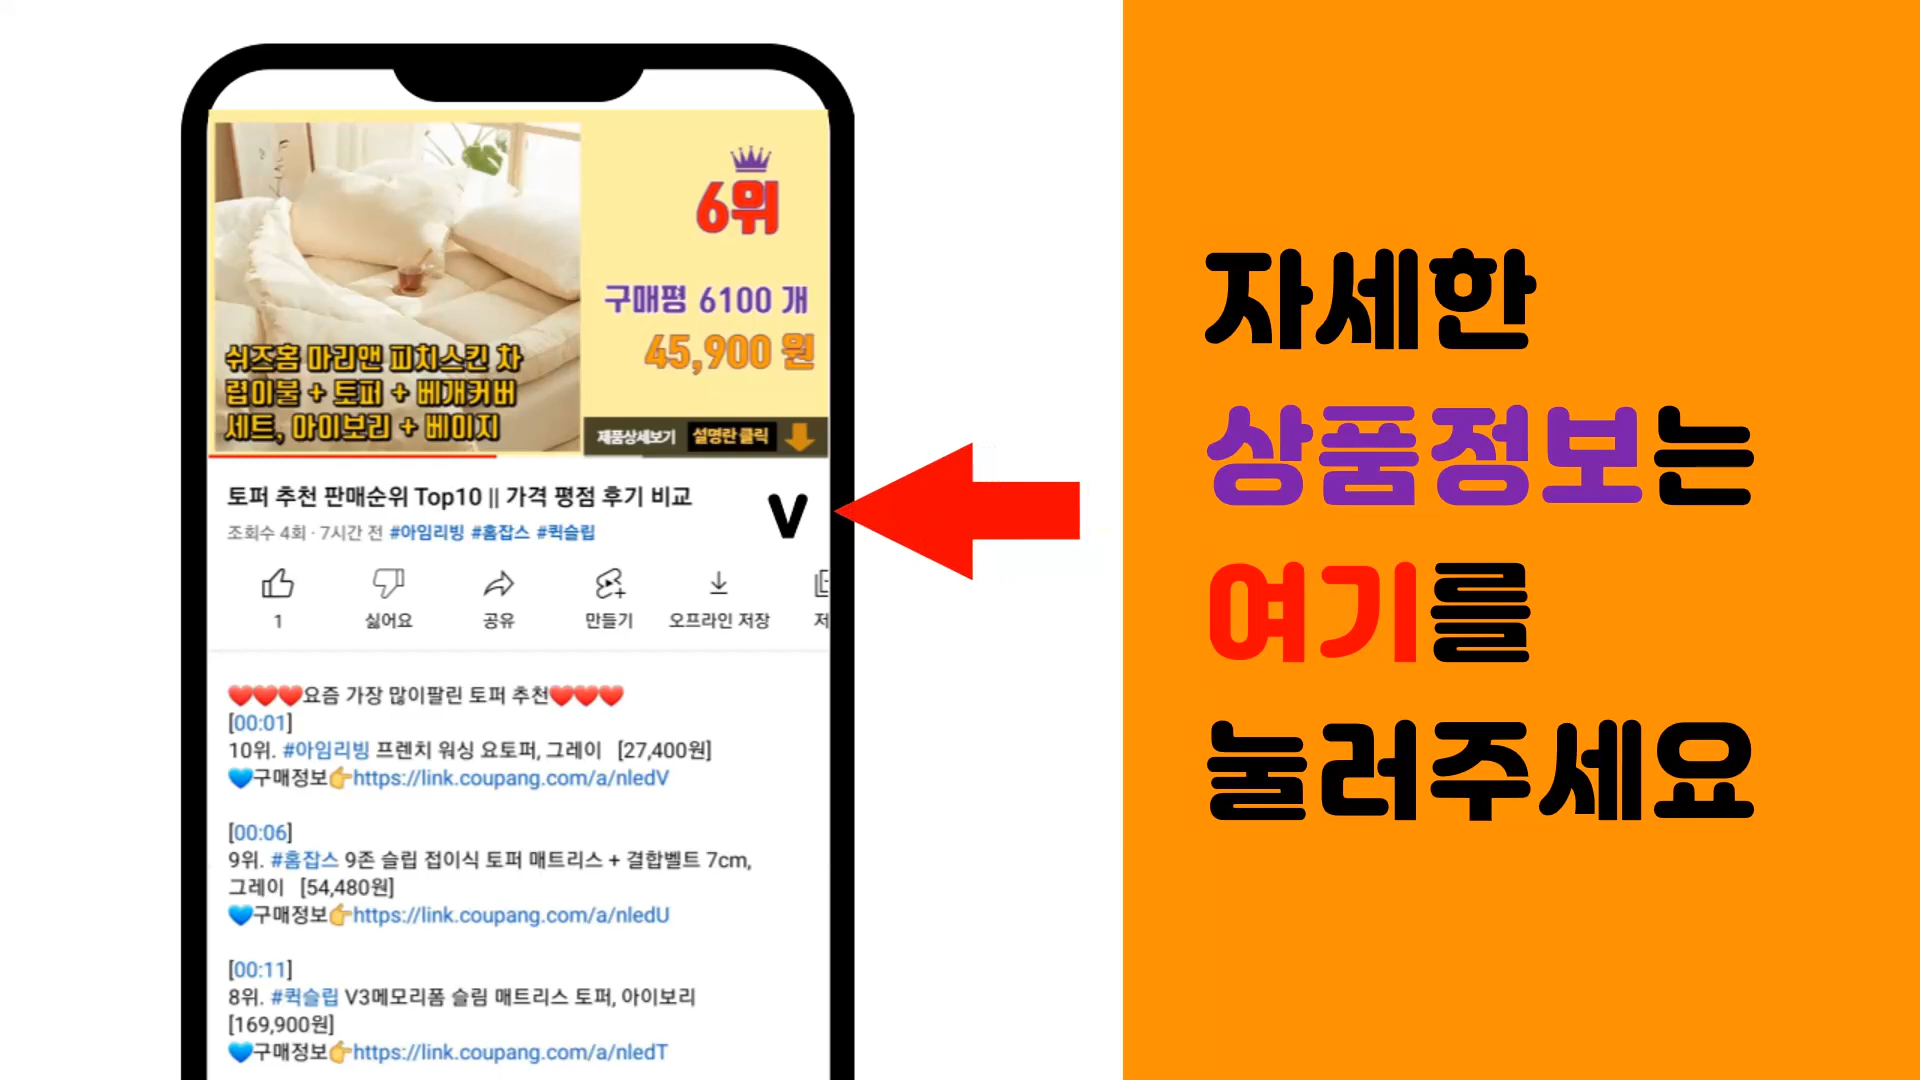 6위
구매평 6100 개
45,900 원
쉬즈홈 마리앤 피치스킨 차
렵이불 + 토퍼 + 베개커버
세트, 아이보리 + 베이지
제품상세보기 설명란 클릭
토퍼 추천 판매순위 Top10 || 가격 평점 후기 비교
V
조회수 4회 · 7시간 전 #아임리빙 #홈잡스 #퀵슬립
1 싫어요 공유 만들기 오프라인 저장 저
❤️❤️❤️요즘 가장 많이팔린 토퍼 추천❤️❤️❤️
[00:01]
10위. #아임리빙 프렌치 워싱 요토퍼, 그레이 [27,400원]
💙구매정보👉https://link.coupang.com/a/nledV
[00:06]
9위. #홈잡스 9존 슬립 접이식 토퍼 매트리스 + 결합벨트 7cm,
그레이 [54,480원]
💙구매정보👉https://link.coupang.com/a/nledU
[00:11]
8위. #퀵슬립 V3메모리폼 슬림 매트리스 토퍼, 아이보리
[169,900원]
💙구매정보👉https://link.coupang.com/a/nledT
자세한
상품정보는
여기를
눌러주세요